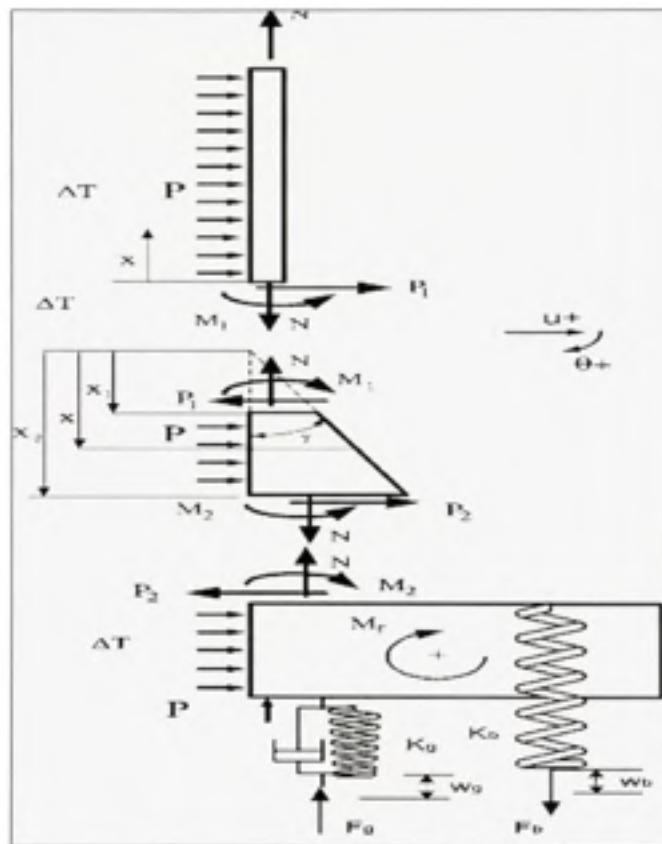 N
ΔT
P
x
P₁
ΔT
M₁
N
u+
θ+
N
M₁
P₁
x₁
x
x₂
P
γ
M₂
P₂
N
N
P₂
M₂
ΔT
Mr
+
P
Kg
Kb
wg
wb
Fg
Fb